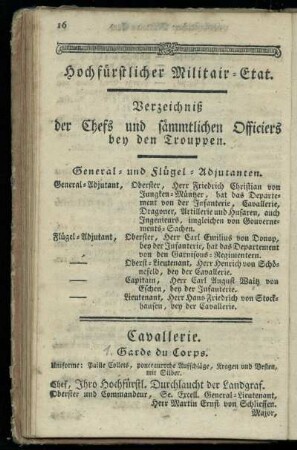 16
Hochfürstlicher Militair-Etat.
Verzeichniß
der Chefs und sämmtlichen Officiers
bey den Trouppen.
General- und Flügel-Adjutanten.
General-Adjutant, Oberster, Herr Friedrich Christian von
Jungken-Müntzer, hat das Departe-
ment von der Infanterie, Cavallerie,
Dragoner, Artillerie und Husaren, auch
Ingenieurs, imgleichen von Gouverne-
ments-Sachen.
Flügel-Adjutant, Oberster, Herr Carl Emilius von Donop,
bey der Infanterie, hat das Departement
von den Garnisons-Regimentern.
— Oberst-Lieutenant, Herr Henrich von Schö-
nefeld, bey der Cavallerie.
— Capitain, Herr Carl August Waitz von
Eschen, bey der Infanterie.
— Lieutenant, Herr Hans Friedrich von Stock-
hausen, bey der Cavallerie.
Cavallerie.
1. Garde du Corps.
Uniforme: Paille Collets, ponceaurothe Aufschläge, Kragen und Westen,
mit Silber.
Chef, Ihro Hochfürstl. Durchlaucht der Landgraf.
Oberster und Commandeur, Se. Excell. General-Lieutenant,
Herr Martin Ernst von Schlieffen.
Major,